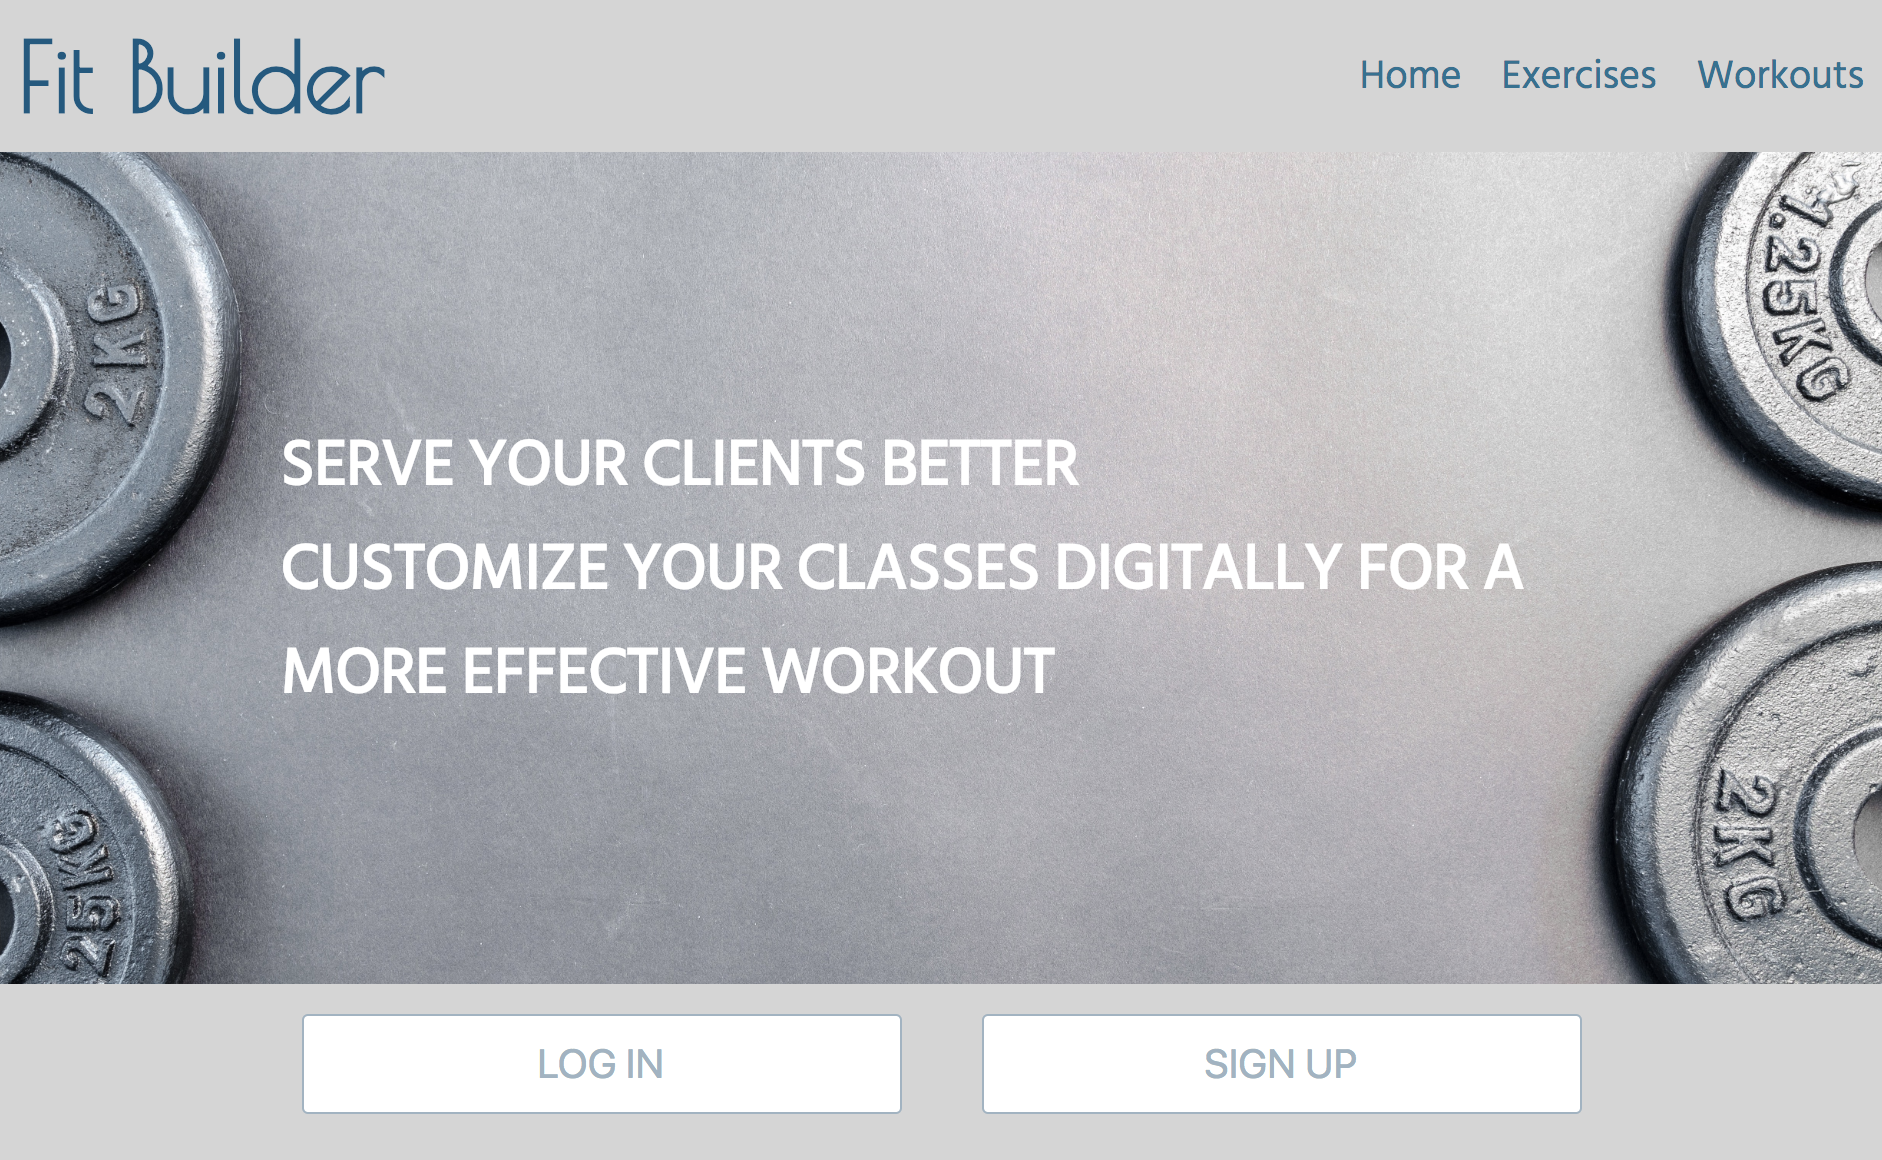 Fit Builder
Home Exercises Workouts
2KG
1.25KG
SERVE YOUR CLIENTS BETTER
CUSTOMIZE YOUR CLASSES DIGITALLY FOR A
MORE EFFECTIVE WORKOUT
2KG
25KG
LOG IN
SIGN UP